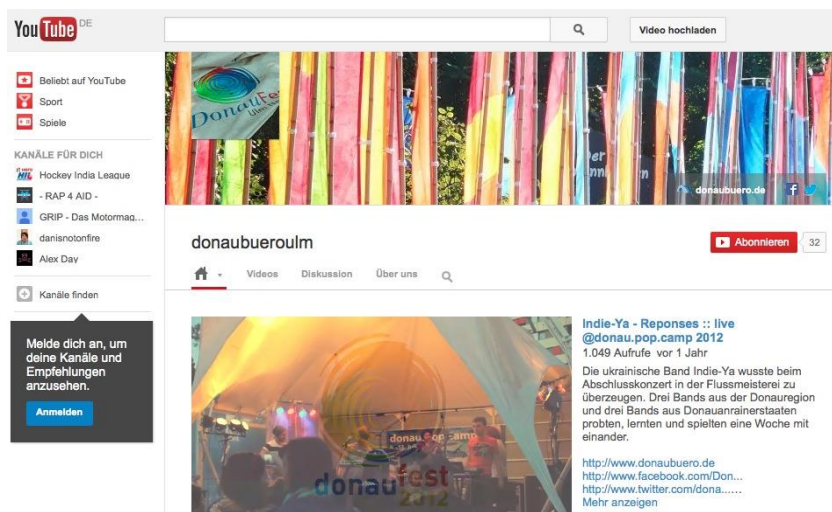 YouTube DE
Video hochladen
Beliebt auf YouTube
Sport
Spiele
KANÄLE FÜR DICH
Hockey India League
- RAP 4 AID -
GRIP - Das Motormag...
danisnotonfire
Alex Day
Kanäle finden
Melde dich an, um
deine Kanäle und
Empfehlungen
anzusehen.
Anmelden
DonauFest
Ulm
donaubuero.de
donaubueroulm
Abonnieren 32
Videos Diskussion Über uns
donau pop camp
donaufest
2012
Indie-Ya - Reponses :: live
@donau.pop.camp 2012
1.049 Aufrufe vor 1 Jahr
Die ukrainische Band Indie-Ya wusste beim
Abschlusskonzert in der Flussmeisterei zu
überzeugen. Drei Bands aus der Donauregion
und drei Bands aus Donauanrainerstaaten
probten, lernten und spielten eine Woche mit
einander.
http://www.donaubuero.de
http://www.facebook.com/Don...
http://www.twitter.com/dona......
Mehr anzeigen